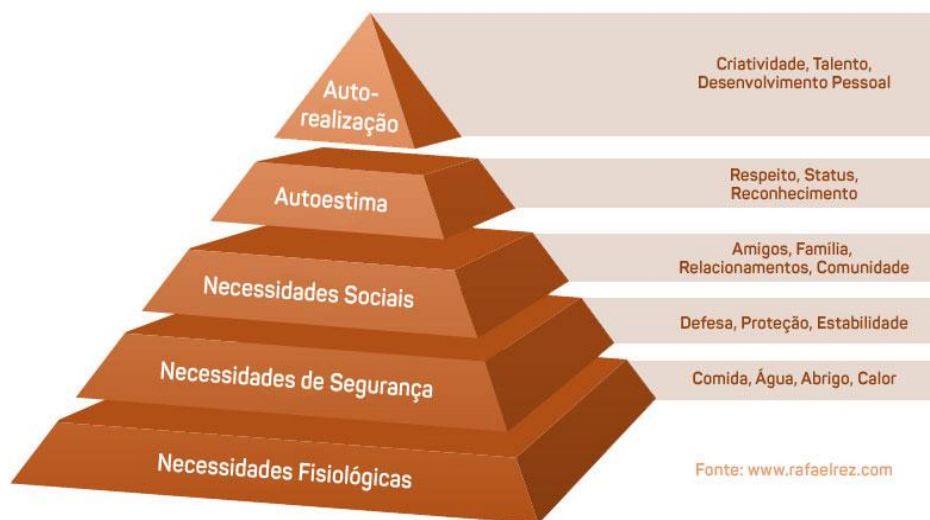 Auto-
realização
Criatividade, Talento,
Desenvolvimento Pessoal
Autoestima
Respeito, Status,
Reconhecimento
Necessidades Sociais
Amigos, Família,
Relacionamentos, Comunidade
Necessidades de Segurança
Defesa, Proteção, Estabilidade
Necessidades Fisiológicas
Comida, Água, Abrigo, Calor
Fonte: www.rafaelrez.com